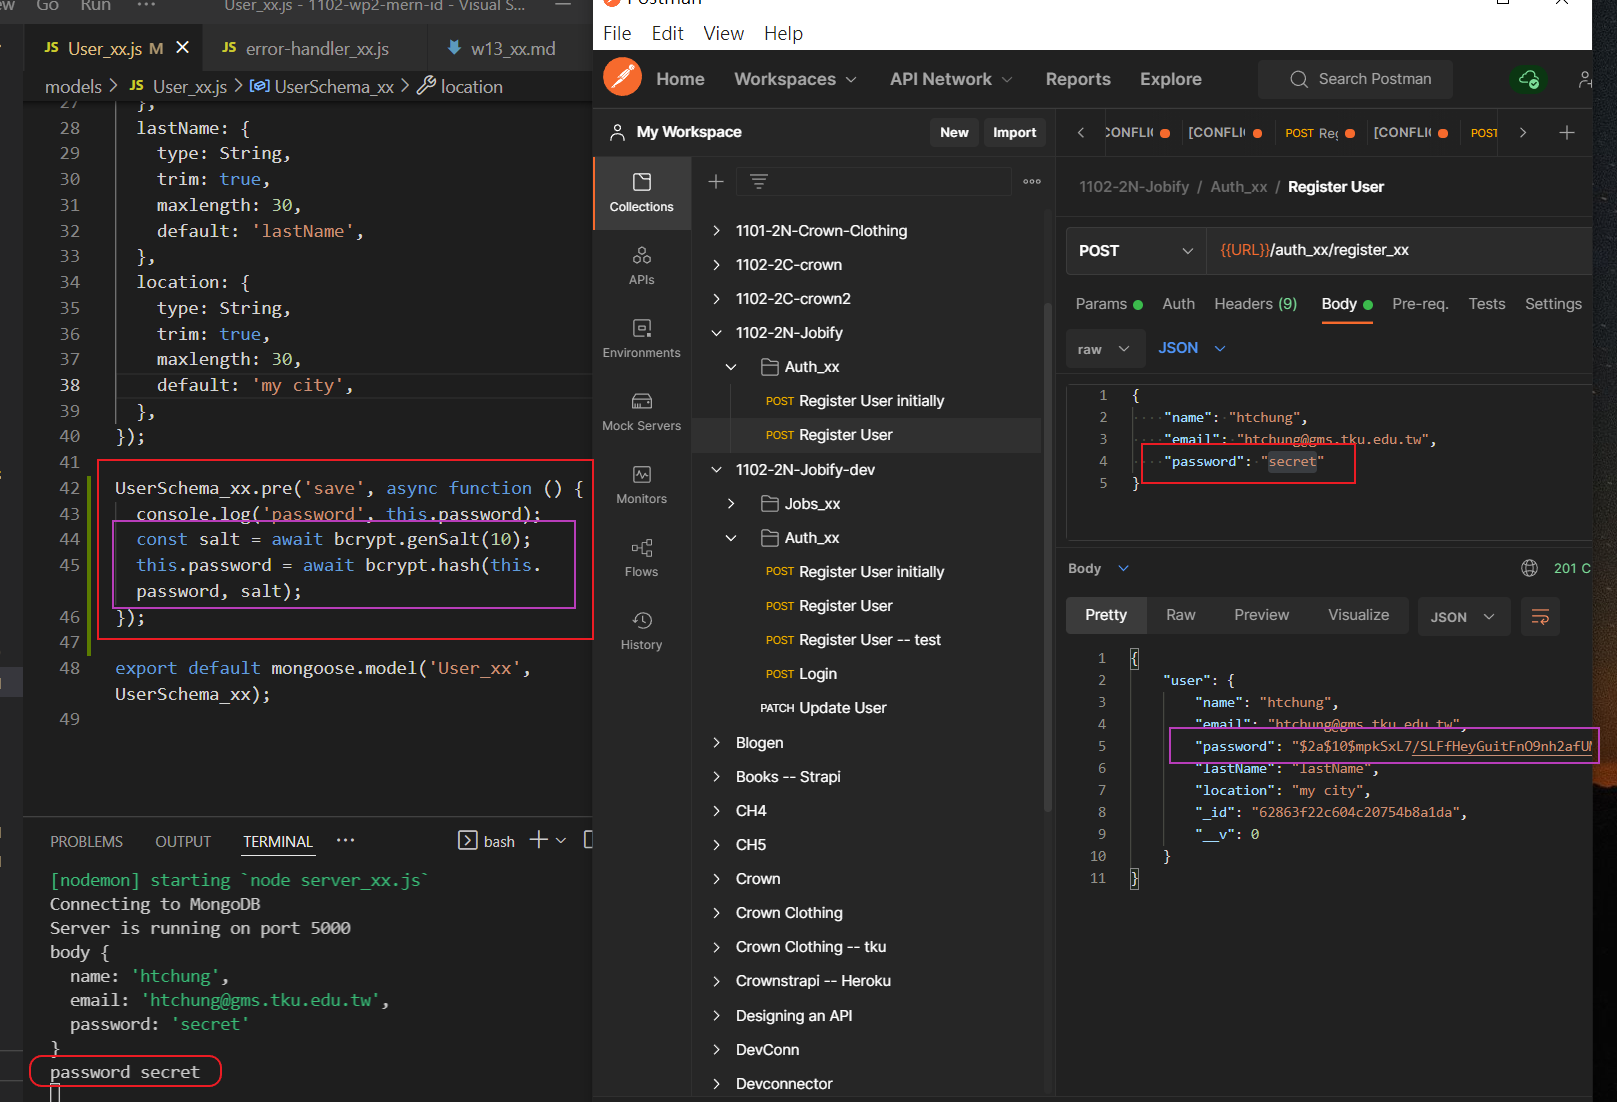 Go Run ··· User_xx.js - 1102-wp2-mern-id - Visual S...
JS User_xx.js M
JS error-handler_xx.js
w13_xx.md
models > JS User_xx.js > UserSchema_xx > location
27 },
28 lastName: {
29 type: String,
30 trim: true,
31 maxlength: 30,
32 default: 'lastName',
33 },
34 location: {
35 type: String,
36 trim: true,
37 maxlength: 30,
38 default: 'my city',
39 },
40 });
41
42 UserSchema_xx.pre('save', async function () {
43 console.log('password', this.password);
44 const salt = await bcrypt.genSalt(10);
45 this.password = await bcrypt.hash(this.
password, salt);
46 });
47
48 export default mongoose.model('User_xx',
UserSchema_xx);
49
PROBLEMS OUTPUT TERMINAL ··· bash
[nodemon] starting `node server_xx.js`
Connecting to MongoDB
Server is running on port 5000
body {
name: 'htchung',
email: 'htchung@gms.tku.edu.tw',
password: 'secret'
}
password secret
Postman
File Edit View Help
Home Workspaces API Network Reports Explore Search Postman
My Workspace New Import
Collections
APIs
Environments
Mock Servers
Monitors
Flows
History
1101-2N-Crown-Clothing
1102-2C-crown
1102-2C-crown2
1102-2N-Jobify
Auth_xx
POST Register User initially
POST Register User
1102-2N-Jobify-dev
Jobs_xx
Auth_xx
POST Register User initially
POST Register User
POST Register User -- test
POST Login
PATCH Update User
Blogen
Books -- Strapi
CH4
CH5
Crown
Crown Clothing
Crown Clothing -- tku
Crownstrapi -- Heroku
Designing an API
DevConn
Devconnector
[CONFLI POST Reg [CONFLI POST
1102-2N-Jobify / Auth_xx / Register User
POST {{URL}}/auth_xx/register_xx
Params Auth Headers (9) Body Pre-req. Tests Settings
raw JSON
1 {
2 "name": "htchung",
3 "email": "htchung@gms.tku.edu.tw",
4 "password": "secret"
5 }
Body 201 C
Pretty Raw Preview Visualize JSON
1 {
2 "user": {
3 "name": "htchung",
4 "email": "htchung@gms.tku.edu.tw",
5 "password": "$2a$10$mpkSxL7/SLFfHeyGuitFnO9nh2afU
6 "lastName": "lastName",
7 "location": "my city",
8 "_id": "62863f22c604c20754b8a1da",
9 "__v": 0
10 }
11 }